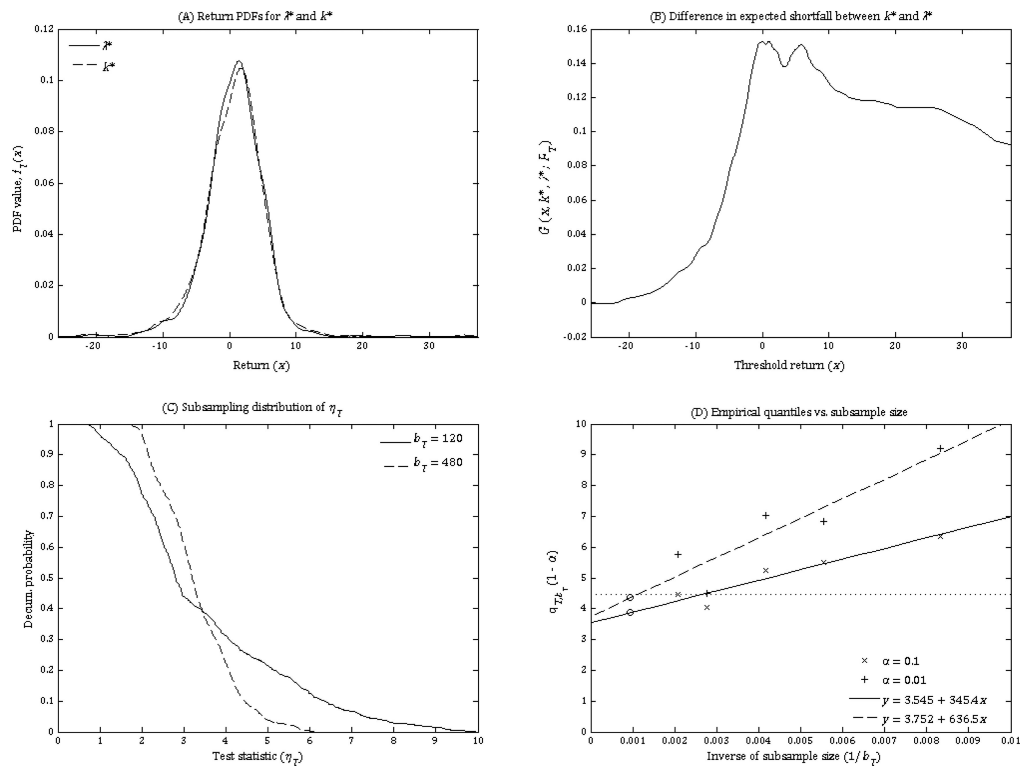 (A) Return PDFs for λ* and k*
0.12
0.1
0.08
0.06
0.04
0.02
0
PDF value, f_T(x)
λ*
k*
-20 -10 0 10 20 30
Return (x)
(B) Difference in expected shortfall between k* and λ*
0.16
0.14
0.12
0.1
0.08
0.06
0.04
0.02
0
-0.02
G (x, k*, λ*; F_T)
-20 -10 0 10 20 30
Threshold return (x)
(C) Subsampling distribution of η_T
1
0.9
0.8
0.7
0.6
0.5
0.4
0.3
0.2
0.1
0
Decum. probability
b_T = 120
b_T = 480
0 1 2 3 4 5 6 7 8 9 10
Test statistic (η_T)
(D) Empirical quantiles vs. subsample size
10
9
8
7
6
5
4
3
2
1
0
q_{T,b_T} (1 - α)
α = 0.1
α = 0.01
y = 3.545 + 345.4x
y = 3.752 + 636.5x
0 0.001 0.002 0.003 0.004 0.005 0.006 0.007 0.008 0.009 0.01
Inverse of subsample size (1/b_T)